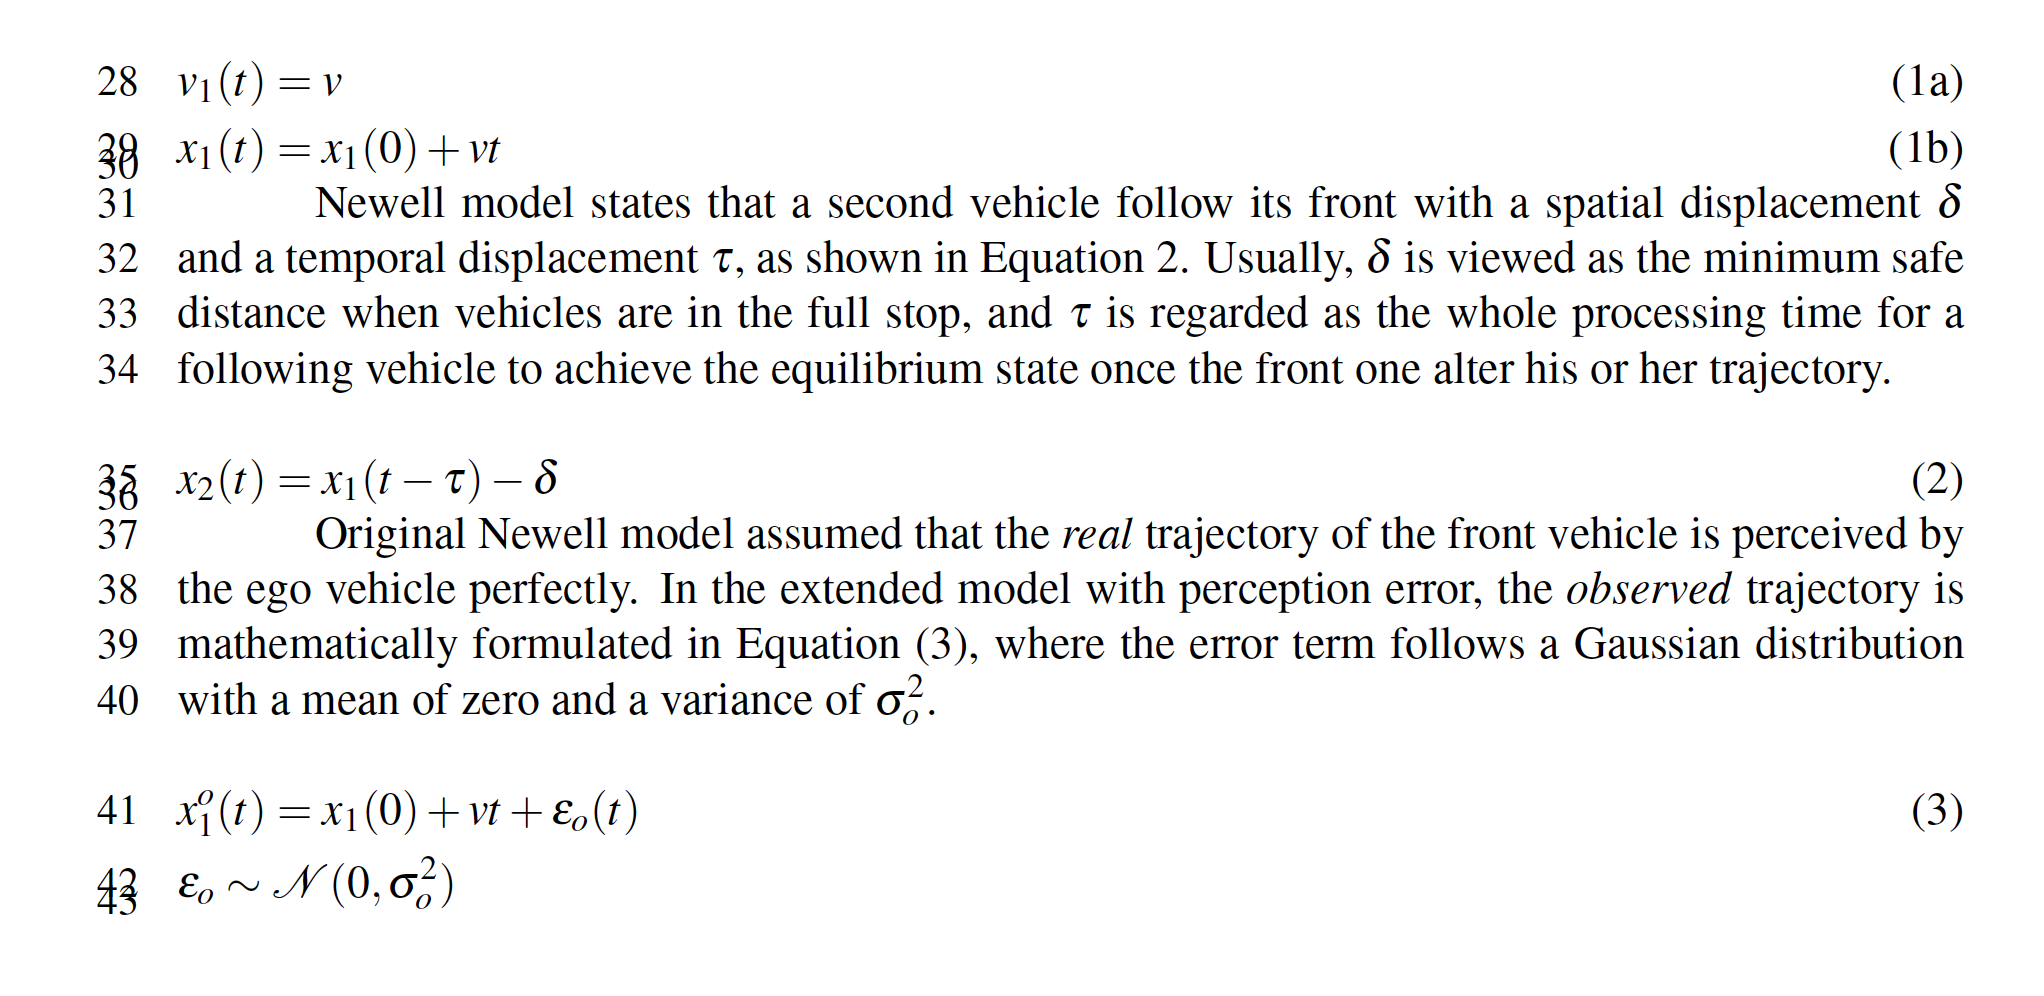 28 v₁(t) = v (1a)
29 x₁(t) = x₁(0) + vt (1b)
30
31 Newell model states that a second vehicle follow its front with a spatial displacement δ
32 and a temporal displacement τ, as shown in Equation 2. Usually, δ is viewed as the minimum safe
33 distance when vehicles are in the full stop, and τ is regarded as the whole processing time for a
34 following vehicle to achieve the equilibrium state once the front one alter his or her trajectory.
35 x₂(t) = x₁(t − τ) − δ (2)
36
37 Original Newell model assumed that the real trajectory of the front vehicle is perceived by
38 the ego vehicle perfectly. In the extended model with perception error, the observed trajectory is
39 mathematically formulated in Equation (3), where the error term follows a Gaussian distribution
40 with a mean of zero and a variance of σₒ².
41 x₁ᵒ(t) = x₁(0) + vt + εₒ(t) (3)
42 εₒ ∼ 𝒩(0, σₒ²)
43